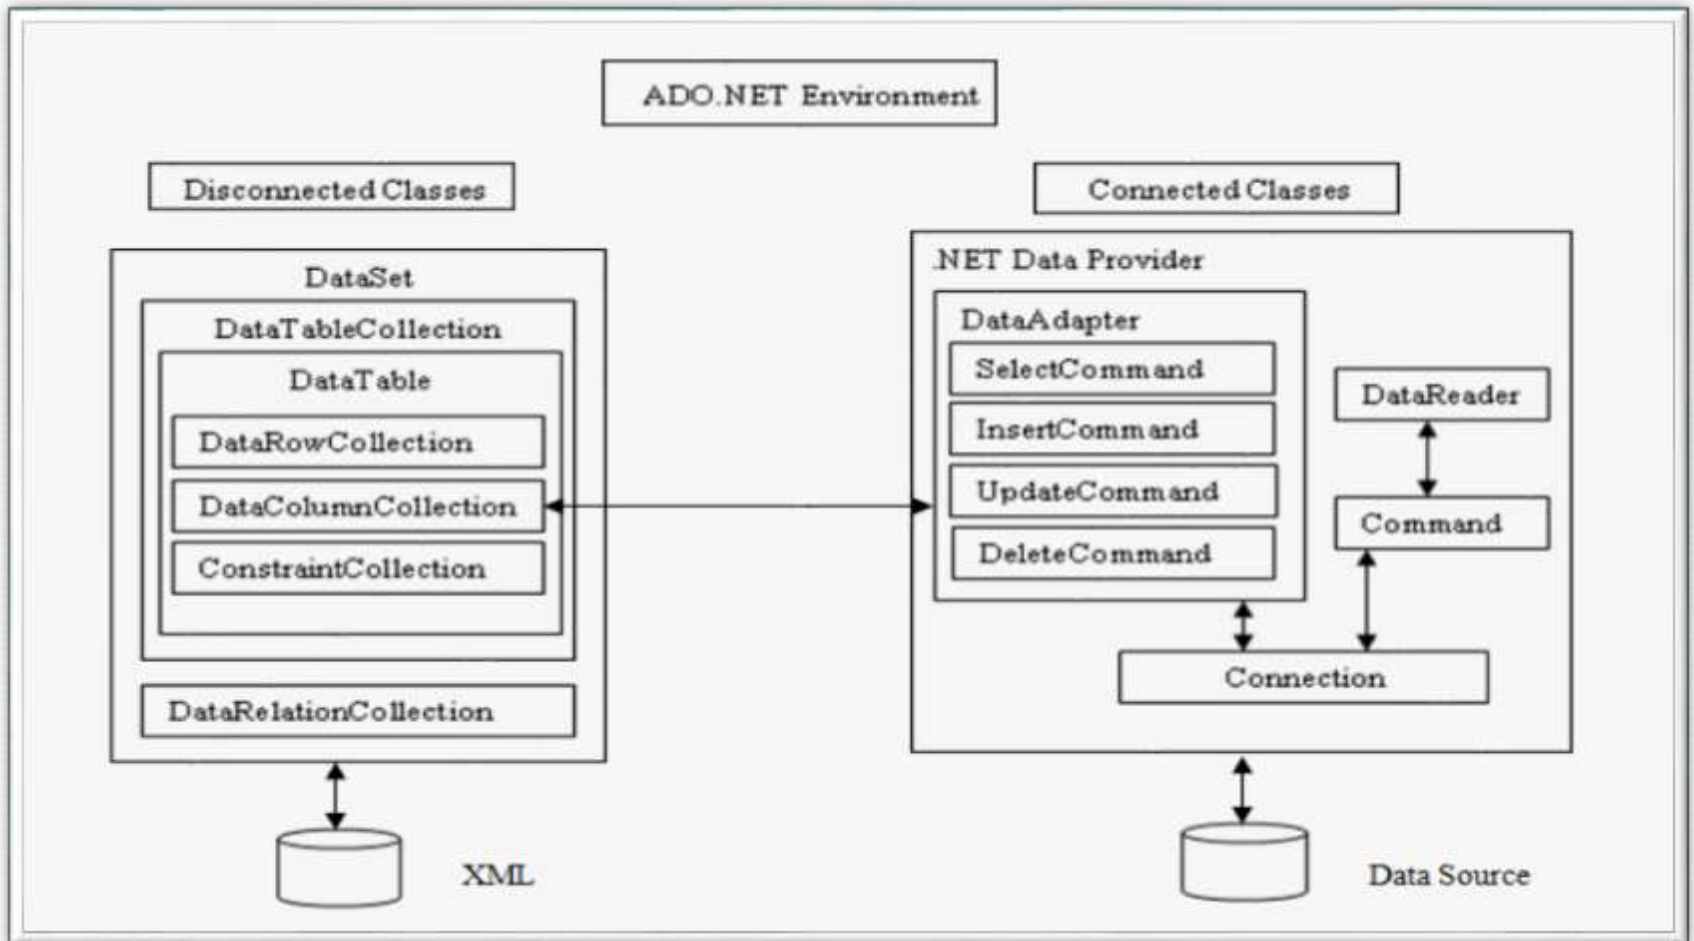 ADO.NET Environment
Disconnected Classes
Connected Classes
DataSet
DataTableCollection
DataTable
DataRowCollection
DataColumnCollection
ConstraintCollection
DataRelationCollection
XML
.NET Data Provider
DataAdapter
SelectCommand
InsertCommand
UpdateCommand
DeleteCommand
DataReader
Command
Connection
Data Source